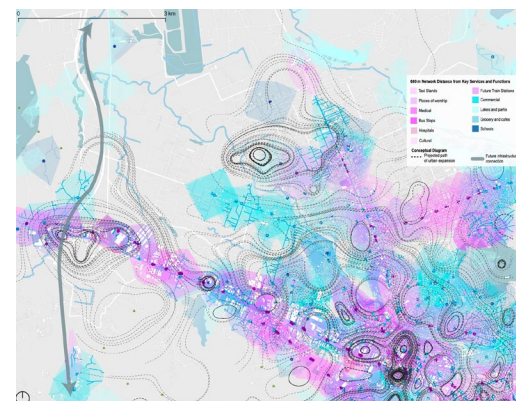 0
3 km
600 m Network Distance from Key Services and Functions
Taxi Stands
Places of worship
Medical
Bus Stops
Hospitals
Cultural
Future Train Stations
Commercial
Lakes and parks
Grocery and cafes
Schools
Conceptual Diagram
Projected path
of urban expansion
Future infrastructure
connection